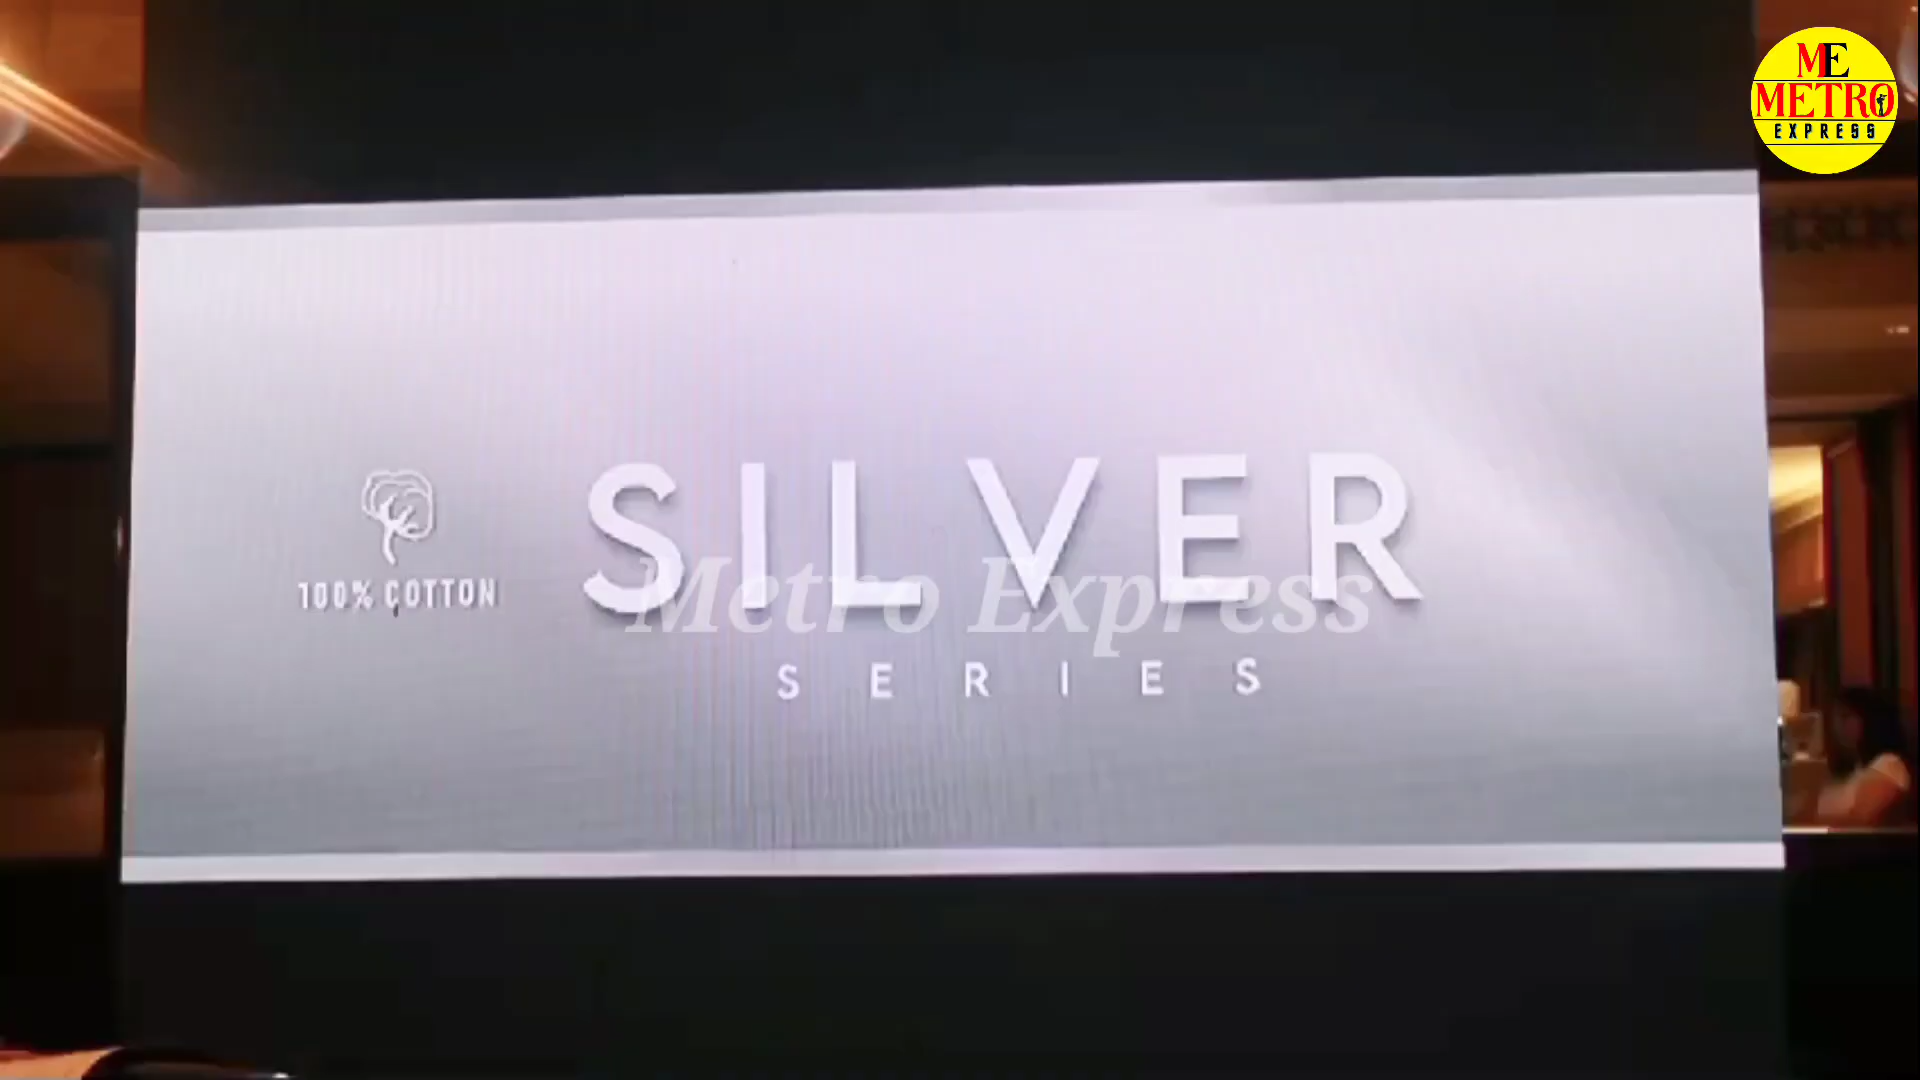 ME
METRO
EXPRESS
SILVER
100% COTTON
Metro Express
SERIES